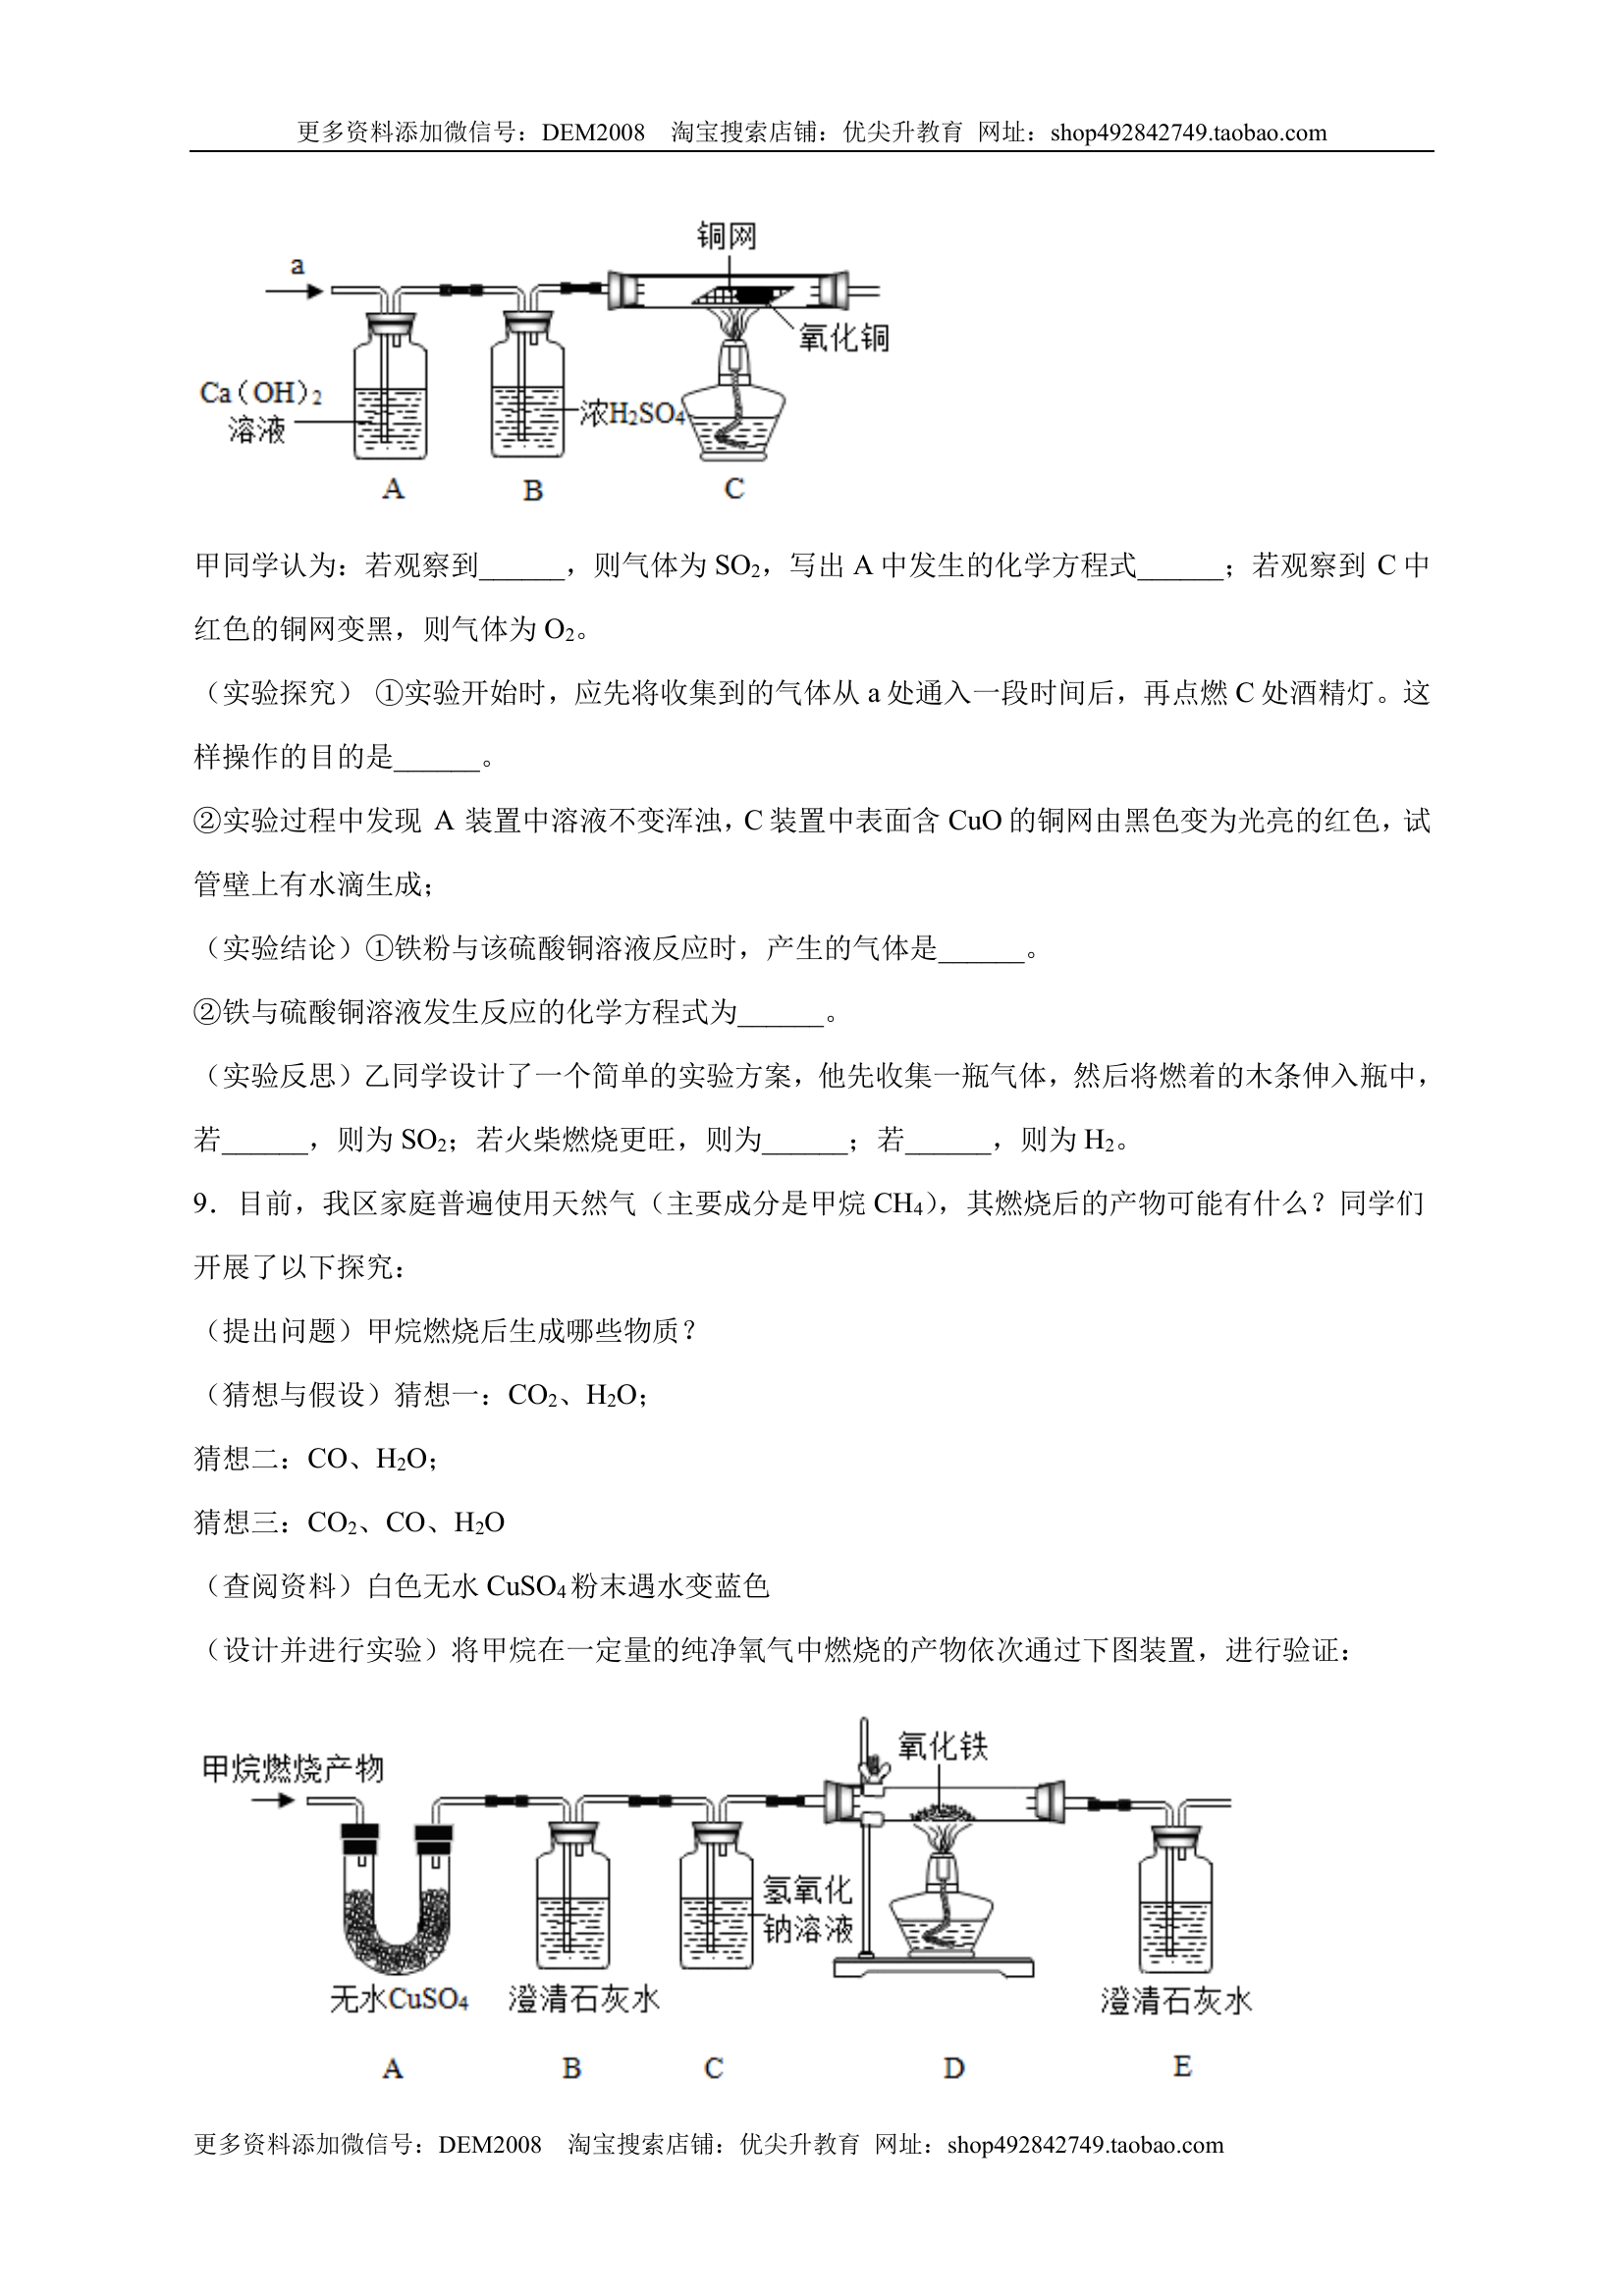 更多资料添加微信号：DEM2008 淘宝搜索店铺：优尖升教育 网址：shop492842749.taobao.com
铜网
a
氧化铜
Ca（OH）2
溶液
浓H2SO4
A
B
C
甲同学认为：若观察到______，则气体为 SO2，写出 A 中发生的化学方程式______；若观察到 C 中
红色的铜网变黑，则气体为 O2。
（实验探究） ①实验开始时，应先将收集到的气体从 a 处通入一段时间后，再点燃 C 处酒精灯。这
样操作的目的是______。
②实验过程中发现 A 装置中溶液不变浑浊，C 装置中表面含 CuO 的铜网由黑色变为光亮的红色，试
管壁上有水滴生成；
（实验结论）①铁粉与该硫酸铜溶液反应时，产生的气体是______。
②铁与硫酸铜溶液发生反应的化学方程式为______。
（实验反思）乙同学设计了一个简单的实验方案，他先收集一瓶气体，然后将燃着的木条伸入瓶中，
若______，则为 SO2；若火柴燃烧更旺，则为______；若______，则为 H2。
9．目前，我区家庭普遍使用天然气（主要成分是甲烷 CH4），其燃烧后的产物可能有什么？同学们
开展了以下探究：
（提出问题）甲烷燃烧后生成哪些物质？
（猜想与假设）猜想一：CO2、H2O；
猜想二：CO、H2O；
猜想三：CO2、CO、H2O
（查阅资料）白色无水 CuSO4 粉末遇水变蓝色
（设计并进行实验）将甲烷在一定量的纯净氧气中燃烧的产物依次通过下图装置，进行验证：
氧化铁
甲烷燃烧产物
氢氧化
钠溶液
无水CuSO4
澄清石灰水
澄清石灰水
A
B
C
D
E
更多资料添加微信号：DEM2008 淘宝搜索店铺：优尖升教育 网址：shop492842749.taobao.com